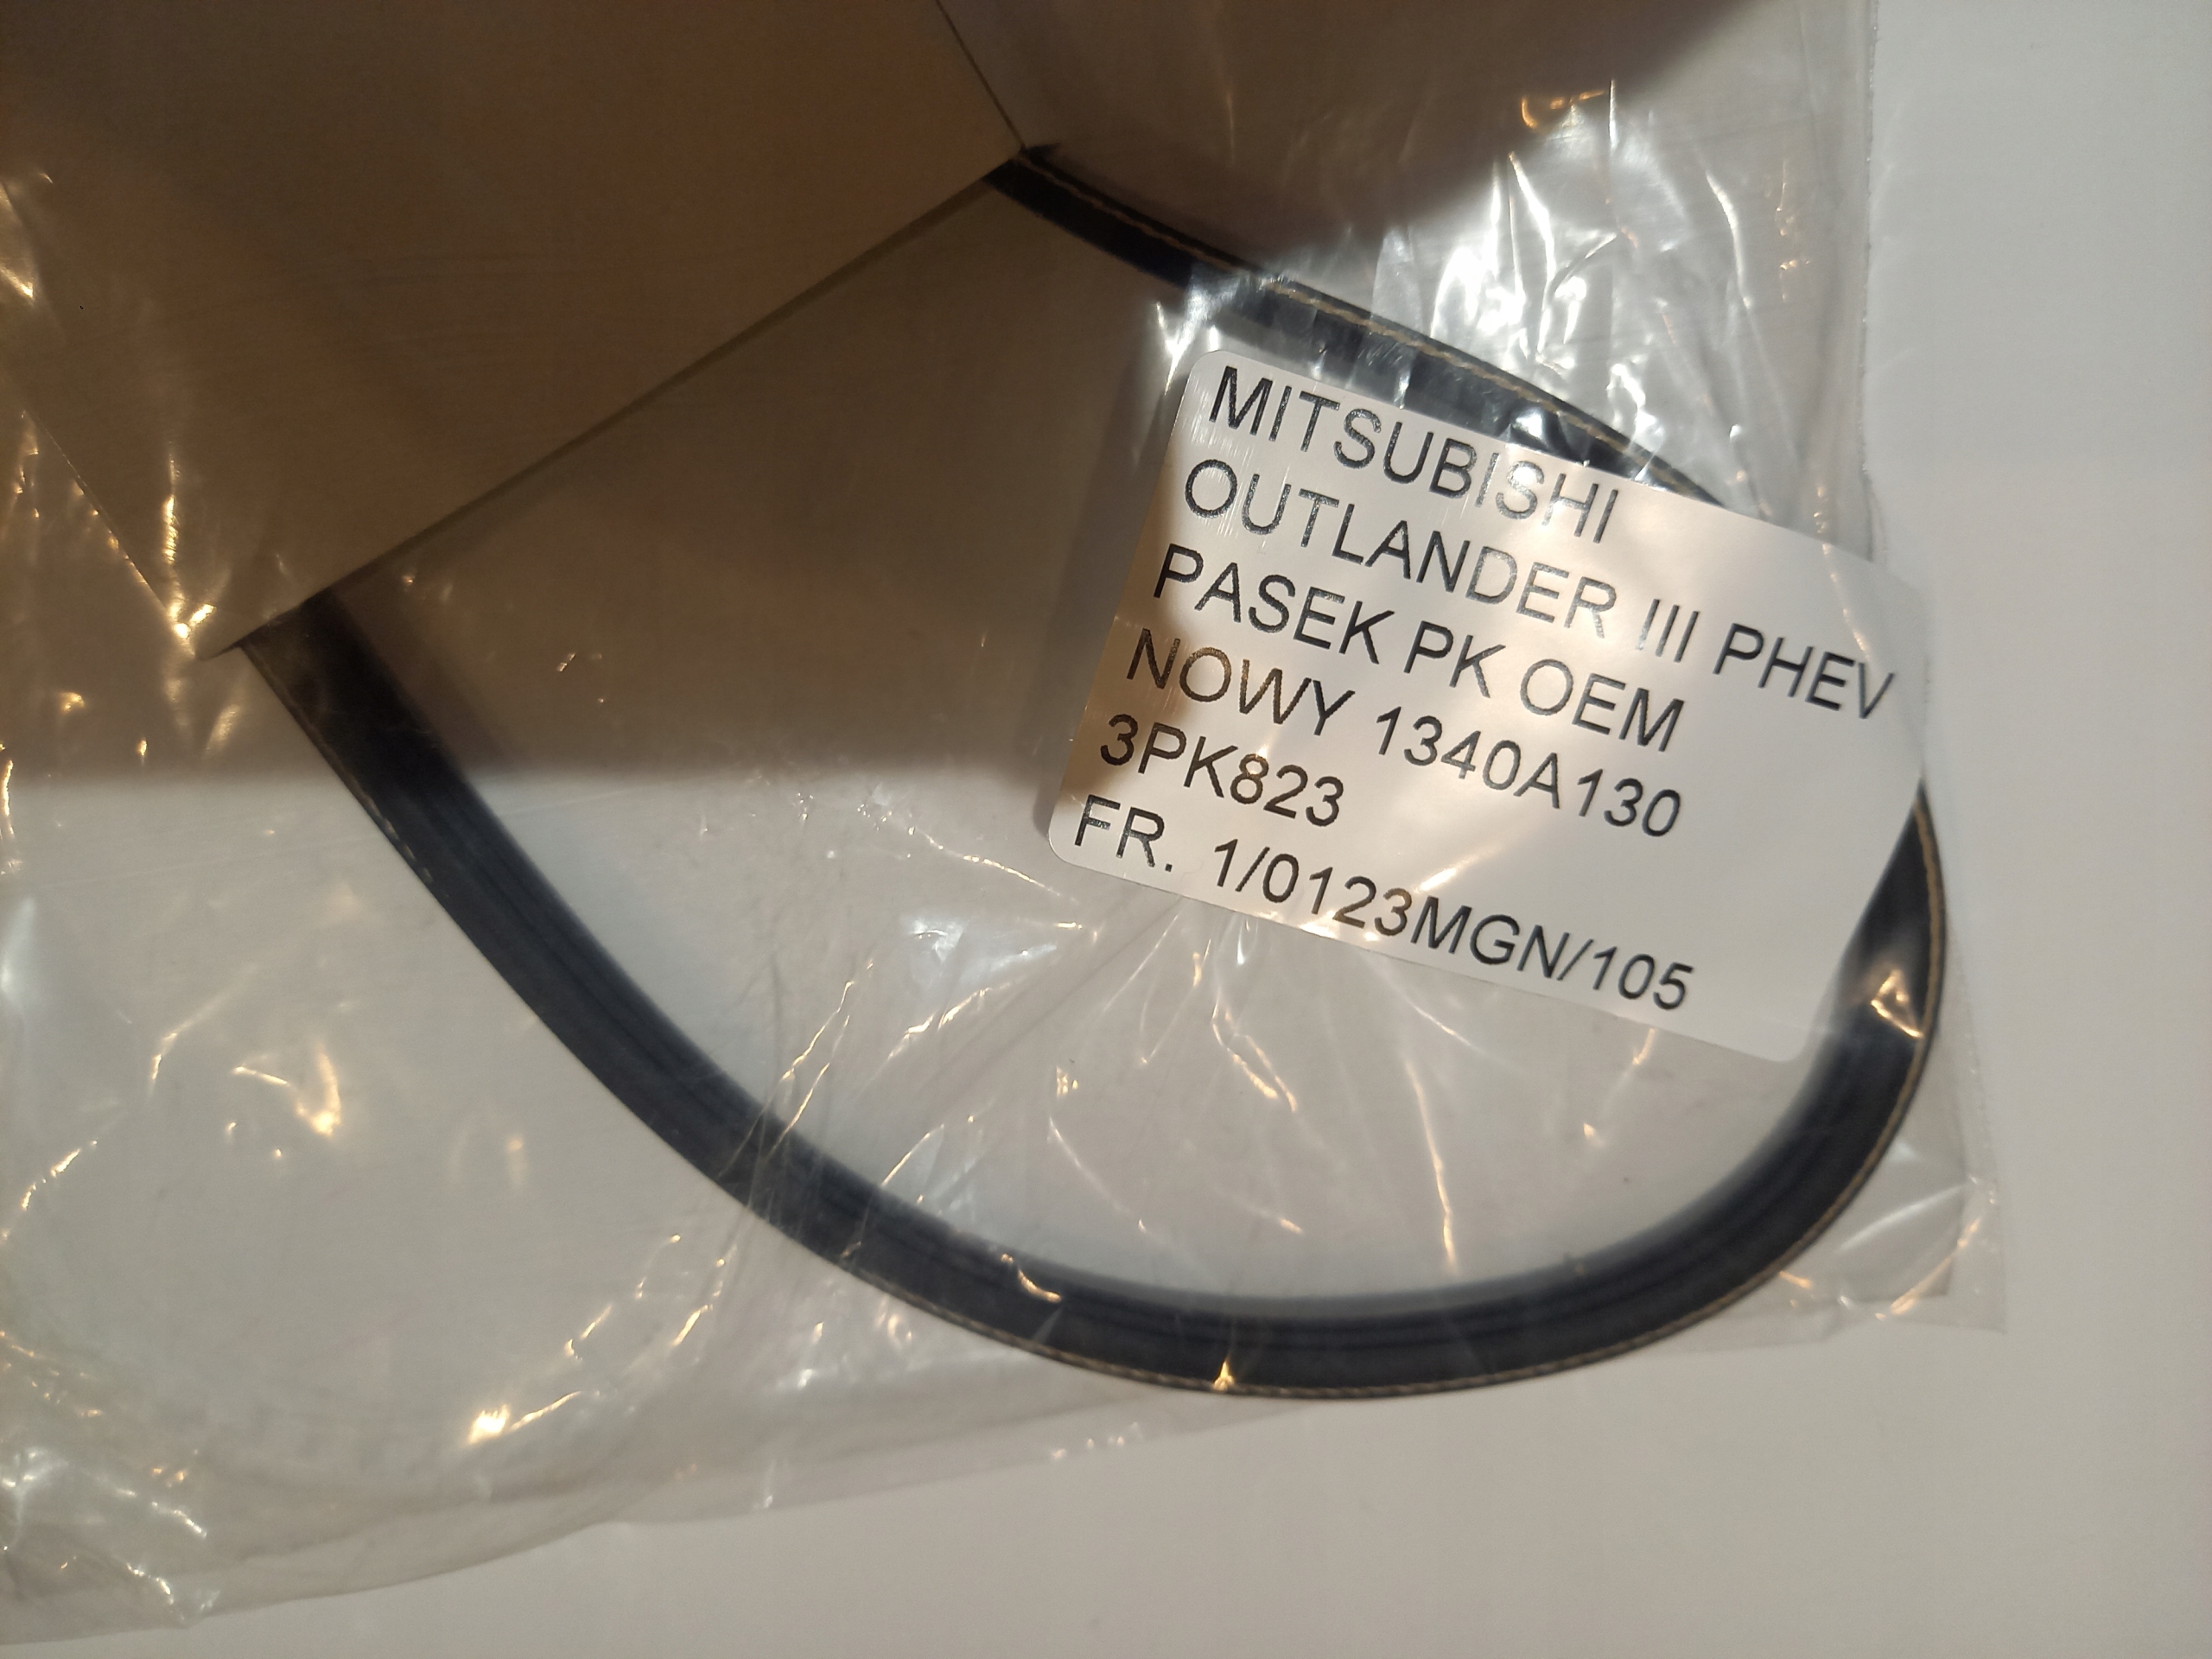 MITSUBISHI
OUTLANDER III PHEV
PASEK PK OEM
NOWY 1340A130
3PK823
FR. 1/0123MGN/105